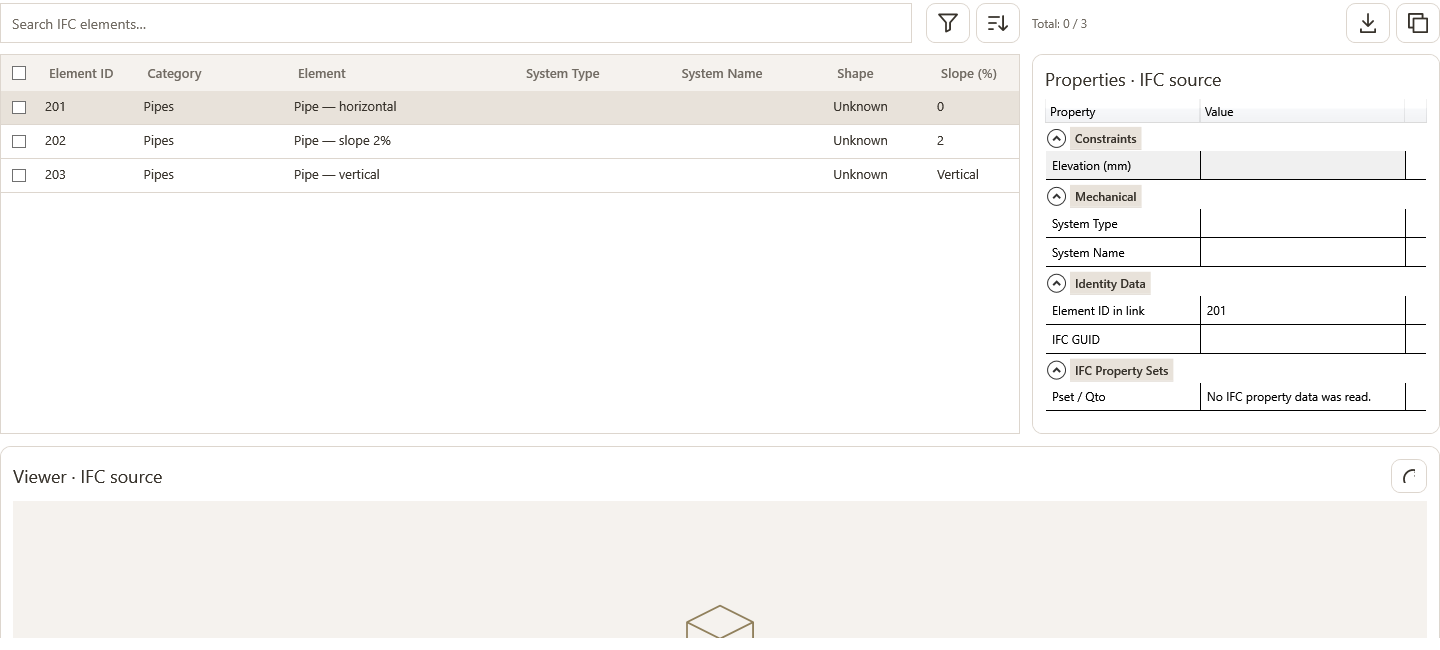 Search IFC elements...
Total: 0 / 3
Element ID Category Element System Type System Name Shape Slope (%)
201 Pipes Pipe — horizontal Unknown 0
202 Pipes Pipe — slope 2% Unknown 2
203 Pipes Pipe — vertical Unknown Vertical
Properties · IFC source
Property Value
Constraints
Elevation (mm)
Mechanical
System Type
System Name
Identity Data
Element ID in link 201
IFC GUID
IFC Property Sets
Pset / Qto No IFC property data was read.
Viewer · IFC source